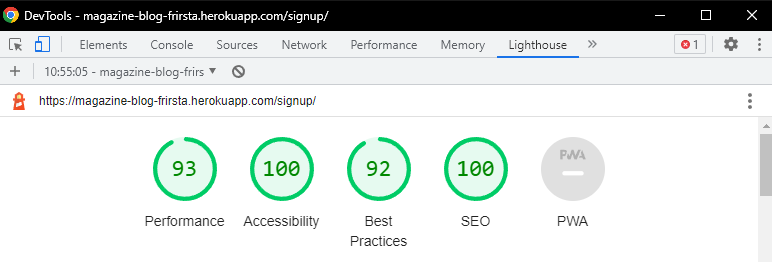 DevTools - magazine-blog-frirsta.herokuapp.com/signup/
Elements Console Sources Network Performance Memory Lighthouse » 1
10:55:05 - magazine-blog-frirs
https://magazine-blog-frirsta.herokuapp.com/signup/
93 100 92 100 PWA
Performance Accessibility Best Practices SEO PWA